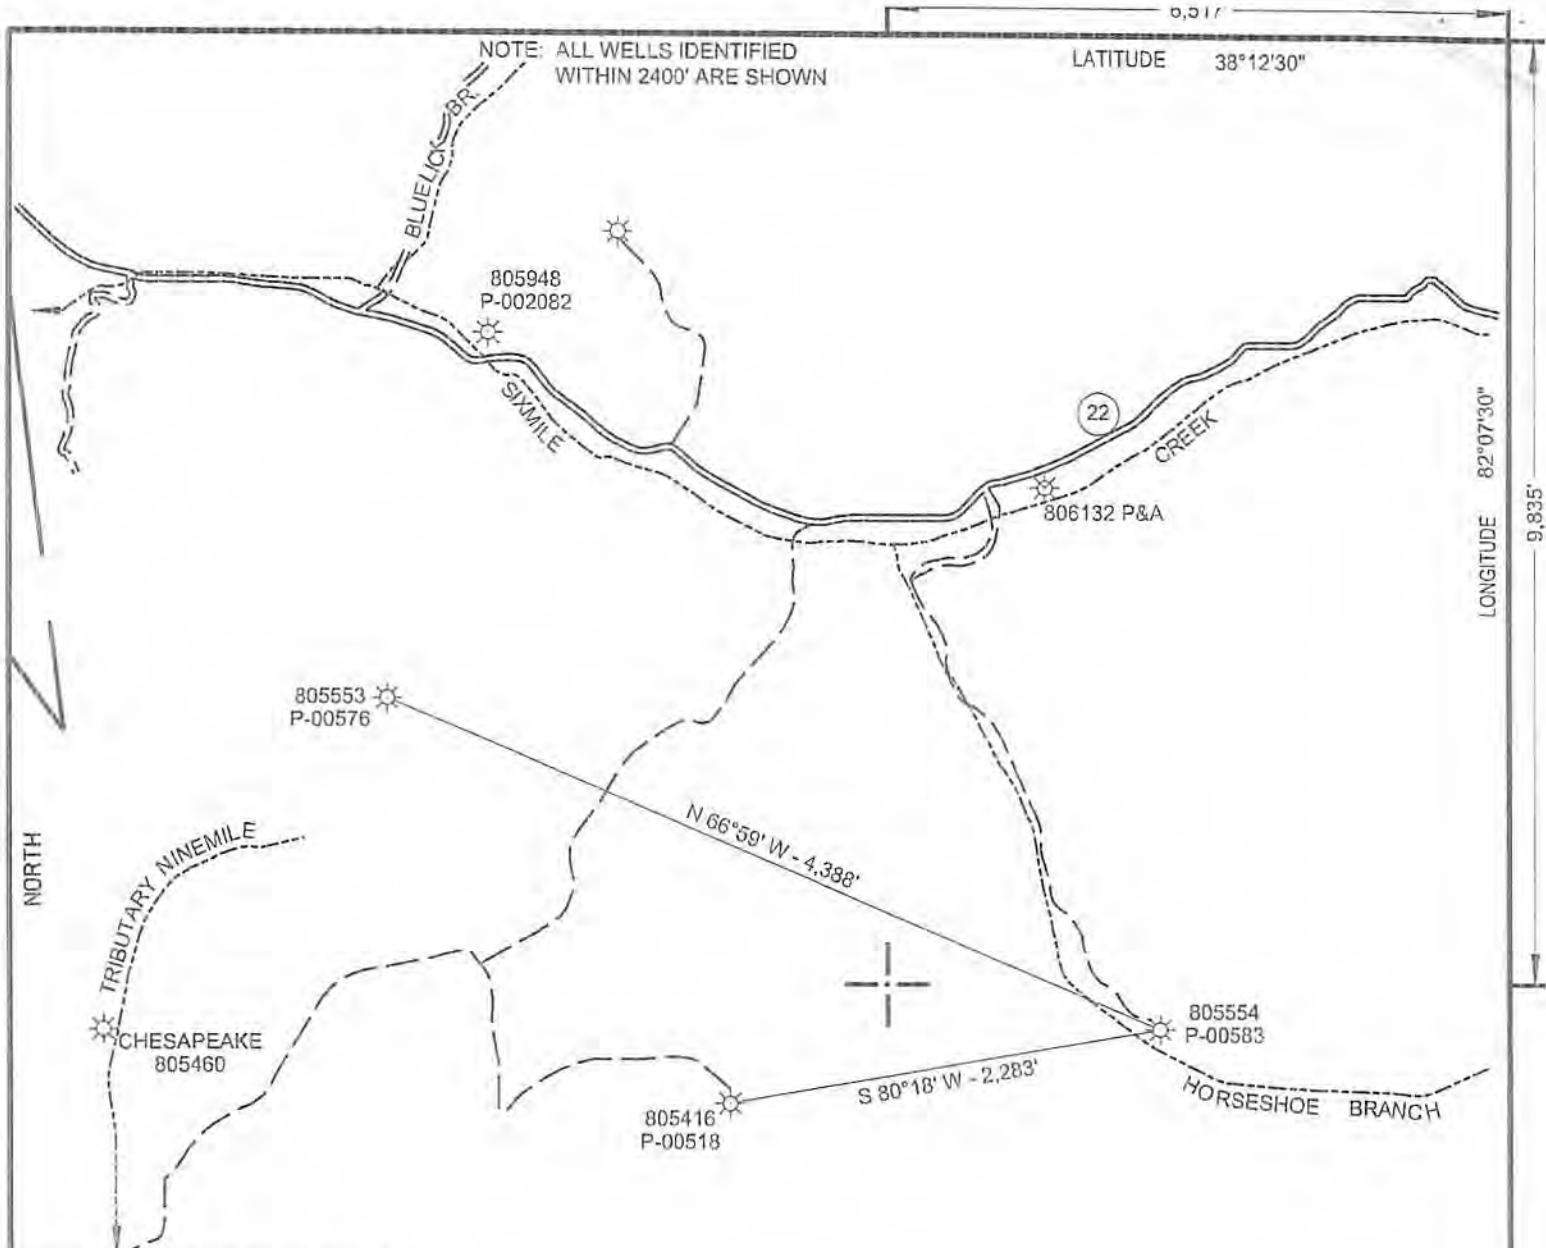 6,517'
NOTE: ALL WELLS IDENTIFIED
WITHIN 2400' ARE SHOWN
LATITUDE 38°12'30"
BLUELICK BR.
805948
P-002082
SIXMILE
22
CREEK
806132 P&A
LONGITUDE 82°07'30"
9,835'
805553
P-00576
N 66°59' W - 4,388'
NORTH
TRIBUTARY NINEMILE
CHESAPEAKE
805460
805554
P-00583
S 80°18' W - 2,283'
805416
P-00518
HORSESHOE BRANCH